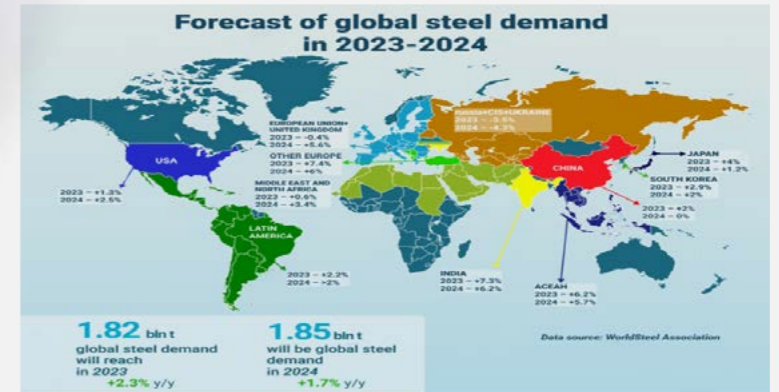 Forecast of global steel demand
in 2023-2024
EUROPEAN UNION+
UNITED KINGDOM
2023 – -0.4%
2024 – +5.6%
OTHER EUROPE
2023 – +7.4%
2024 – +6%
MIDDLE EAST AND
NORTH AFRICA
2023 – +0.6%
2024 – +3.4%
USA
2023 – +1.3%
2024 – +2.5%
LATIN
AMERICA
2023 – +2.2%
2024 – >2%
CHINA
JAPAN
2023 – +4%
2024 – +1.2%
SOUTH KOREA
2023 – +2.9%
2024 – +2%
2023 – +2%
2024 – 0%
INDIA
2023 – +7.3%
2024 – +6.2%
2023 – +6.2%
2024 – +5.7%
1.82 bln t
global steel demand
will reach
in 2023
+2.3% y/y
1.85 bln t
will be global steel
demand
in 2024
+1.7% y/y
Data source: WorldSteel Association